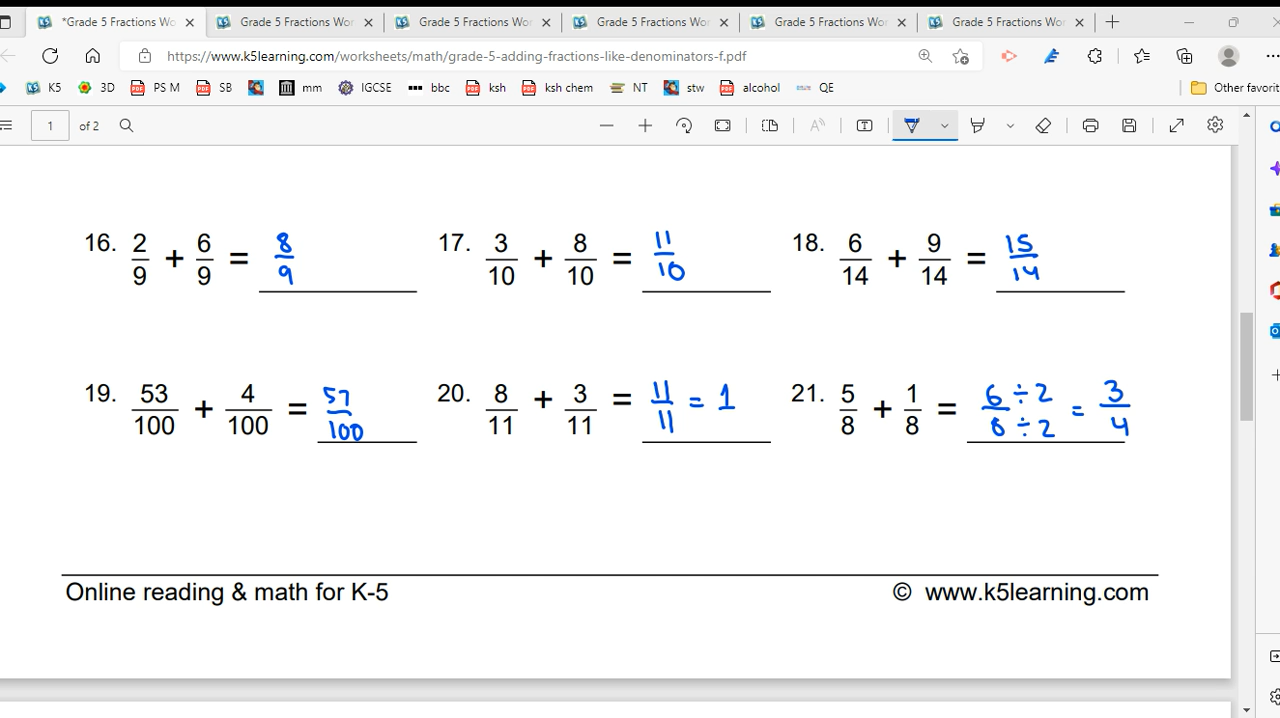 *Grade 5 Fractions Wo Grade 5 Fractions Wor Grade 5 Fractions Wor Grade 5 Fractions Wor Grade 5 Fractions Wor Grade 5 Fractions Wor
https://www.k5learning.com/worksheets/math/grade-5-adding-fractions-like-denominators-f.pdf
K5 3D PS M SB mm IGCSE bbc ksh ksh chem NT stw alcohol QE Other favorit
1 of 2
16. 2/9 + 6/9 = 8/9 17. 3/10 + 8/10 = 11/10 18. 6/14 + 9/14 = 15/14
19. 53/100 + 4/100 = 57/100 20. 8/11 + 3/11 = 11/11 = 1 21. 5/8 + 1/8 = 6÷2/8÷2 = 3/4
Online reading & math for K-5 © www.k5learning.com